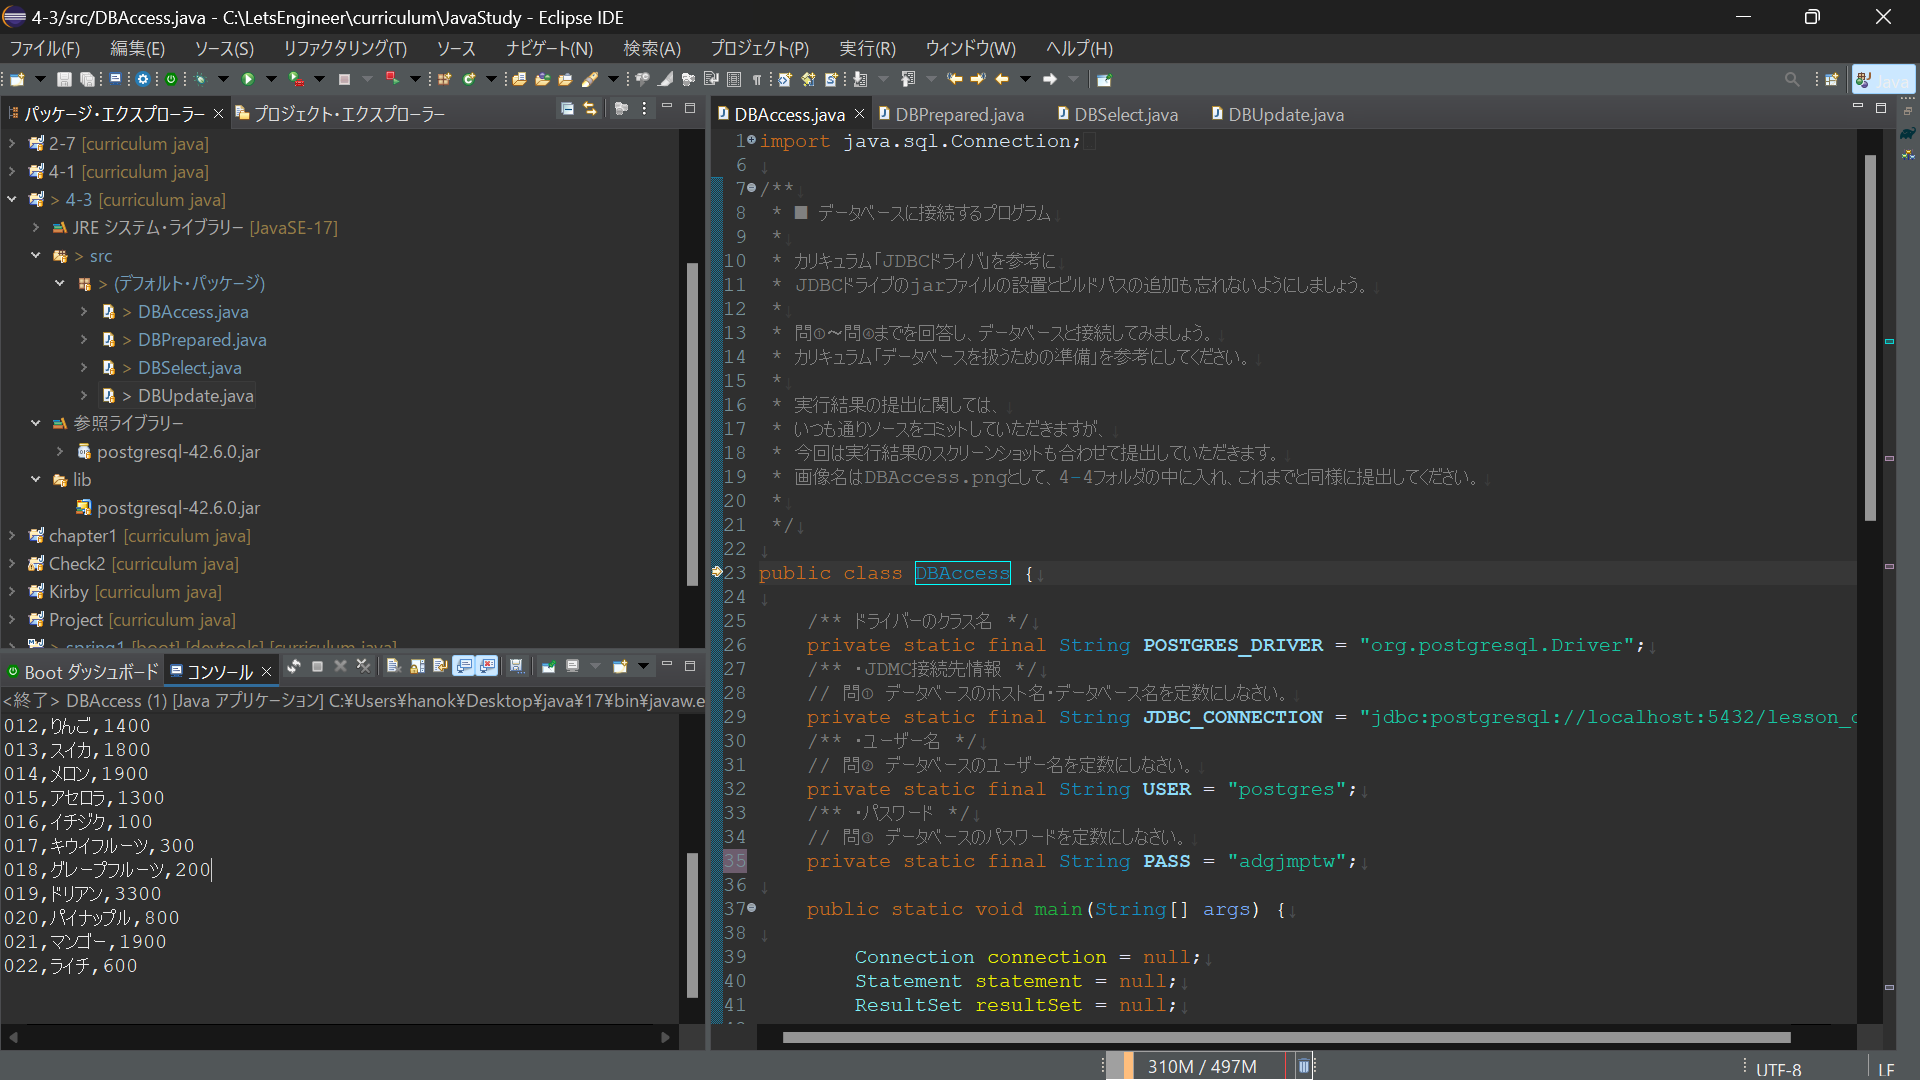 4-3/src/DBAccess.java - C:\LetsEngineer\curriculum\JavaStudy - Eclipse IDE
ファイル(F) 編集(E) ソース(S) リファクタリング(T) ソース ナビゲート(N) 検索(A) プロジェクト(P) 実行(R) ウィンドウ(W) ヘルプ(H)
Java
パッケージ・エクスプローラー プロジェクト・エクスプローラー
2-7 [curriculum java]
4-1 [curriculum java]
> 4-3 [curriculum java]
JRE システム・ライブラリー [JavaSE-17]
> src
> (デフォルト・パッケージ)
> DBAccess.java
> DBPrepared.java
> DBSelect.java
> DBUpdate.java
参照ライブラリー
postgresql-42.6.0.jar
lib
postgresql-42.6.0.jar
chapter1 [curriculum java]
Check2 [curriculum java]
Kirby [curriculum java]
Project [curriculum java]
> spring1 [boot] [devtools] [curriculum java]
Boot ダッシュボード コンソール
<終了> DBAccess (1) [Java アプリケーション] C:¥Users¥hanok¥Desktop¥java¥17¥bin¥javaw.e
012,りんご,1400
013,スイカ,1800
014,メロン,1900
015,アセロラ,1300
016,イチジク,100
017,キウイフルーツ,300
018,グレープフルーツ,200
019,ドリアン,3300
020,パイナップル,800
021,マンゴー,1900
022,ライチ,600
DBAccess.java DBPrepared.java DBSelect.java DBUpdate.java
1 import java.sql.Connection;
6
7 /**
8 * ■ データベースに接続するプログラム
9 *
10 * カリキュラム「JDBCドライバ」を参考に
11 * JDBCドライブのjarファイルの設置とビルドパスの追加も忘れないようにしましょう。
12 *
13 * 問①～問④までを回答し、データベースと接続してみましょう。
14 * カリキュラム「データベースを扱うための準備」を参考にしてください。
15 *
16 * 実行結果の提出に関しては、
17 * いつも通りソースをコミットしていただきますが、
18 * 今回は実行結果のスクリーンショットも合わせて提出していただきます。
19 * 画像名はDBAccess.pngとして、4-4フォルダの中に入れ、これまでと同様に提出してください。
20 *
21 */
22
23 public class DBAccess {
24
25 /** ドライバーのクラス名 */
26 private static final String POSTGRES_DRIVER = "org.postgresql.Driver";
27 /** ・JDMC接続先情報 */
28 // 問① データベースのホスト名・データベース名を定数にしなさい。
29 private static final String JDBC_CONNECTION = "jdbc:postgresql://localhost:5432/lesson_
30 /** ・ユーザー名 */
31 // 問② データベースのユーザー名を定数にしなさい。
32 private static final String USER = "postgres";
33 /** ・パスワード */
34 // 問③ データベースのパスワードを定数にしなさい。
35 private static final String PASS = "adgjmptw";
36
37 public static void main(String[] args) {
38
39 Connection connection = null;
40 Statement statement = null;
41 ResultSet resultSet = null;
310M / 497M
UTF-8
LF